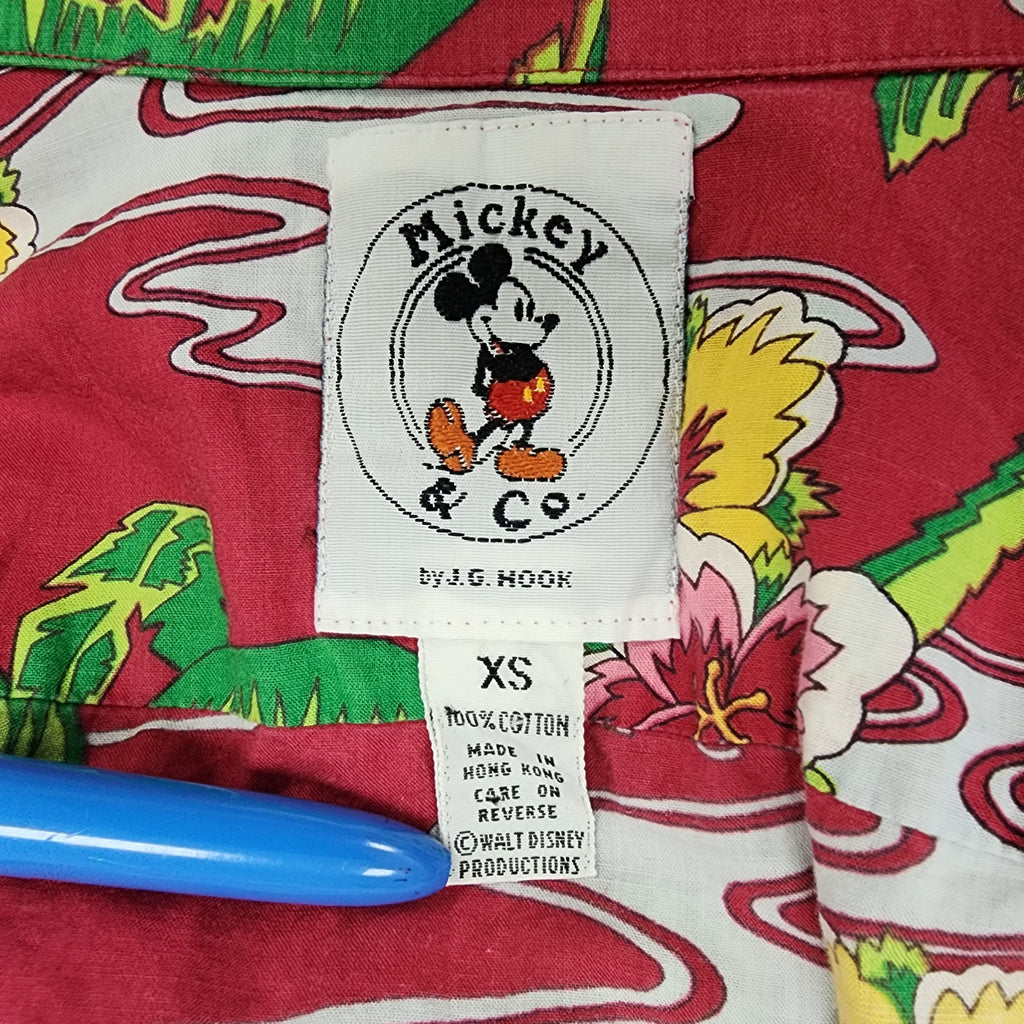 Mickey
& Co.
by J.G. HOOK
XS
100% COTTON
MADE IN
HONG KONG
CARE ON
REVERSE
©WALT DISNEY
PRODUCTIONS